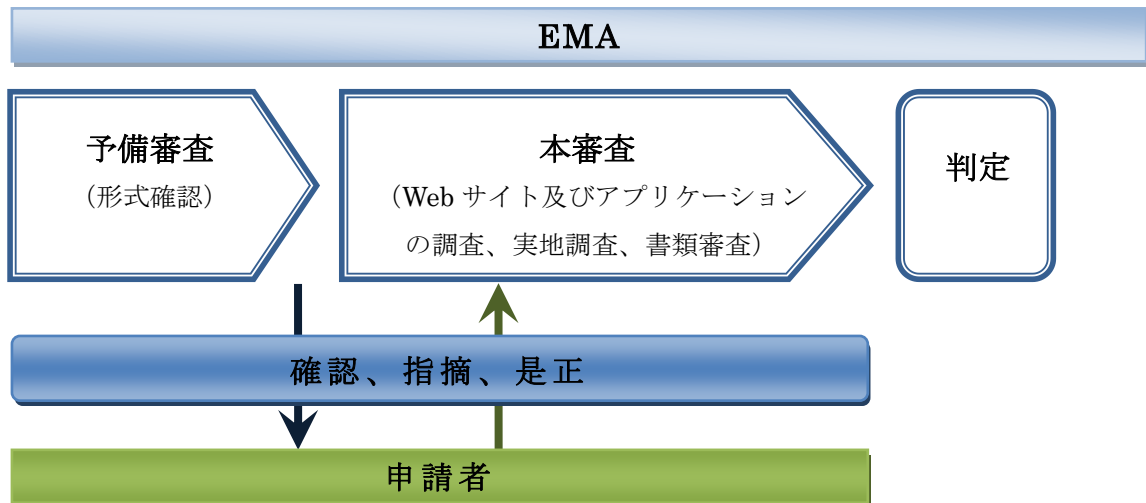 EMA
予備審査
（形式確認）
本審査
（Web サイト及びアプリケーション
の調査、実地調査、書類審査）
判定
確認、指摘、是正
申請者